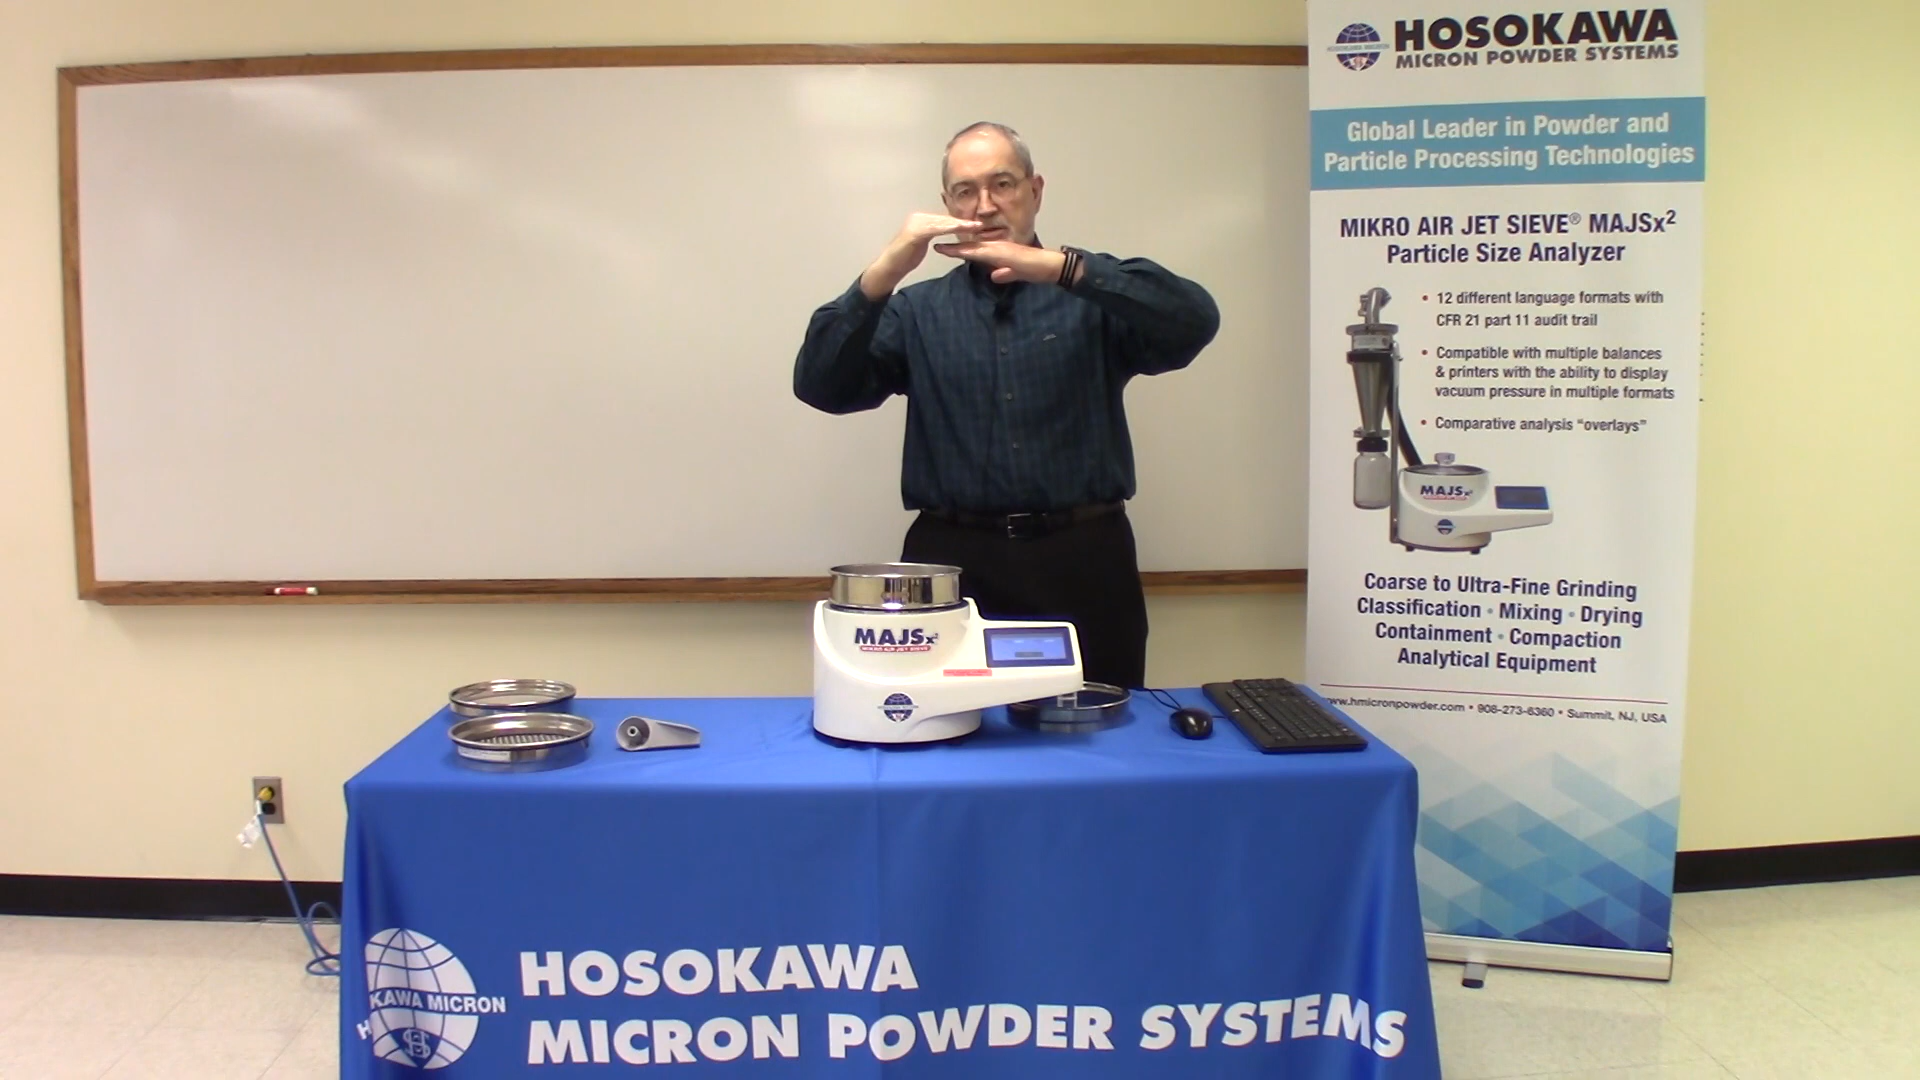 HOSOKAWA MICRON
HOSOKAWA
MICRON POWDER SYSTEMS
Global Leader in Powder and
Particle Processing Technologies
MIKRO AIR JET SIEVE® MAJSx²
Particle Size Analyzer
• 12 different language formats with
CFR 21 part 11 audit trail
• Compatible with multiple balances
& printers with the ability to display
vacuum pressure in multiple formats
• Comparative analysis “overlays”
MAJSx²
Coarse to Ultra-Fine Grinding
Classification • Mixing • Drying
Containment • Compaction
Analytical Equipment
www.hmicronpowder.com • 908-273-6360 • Summit, NJ, USA
MAJSx²
MIKRO AIR JET SIEVE
KAWA MICRON
HOSOKAWA
MICRON POWDER SYSTEMS